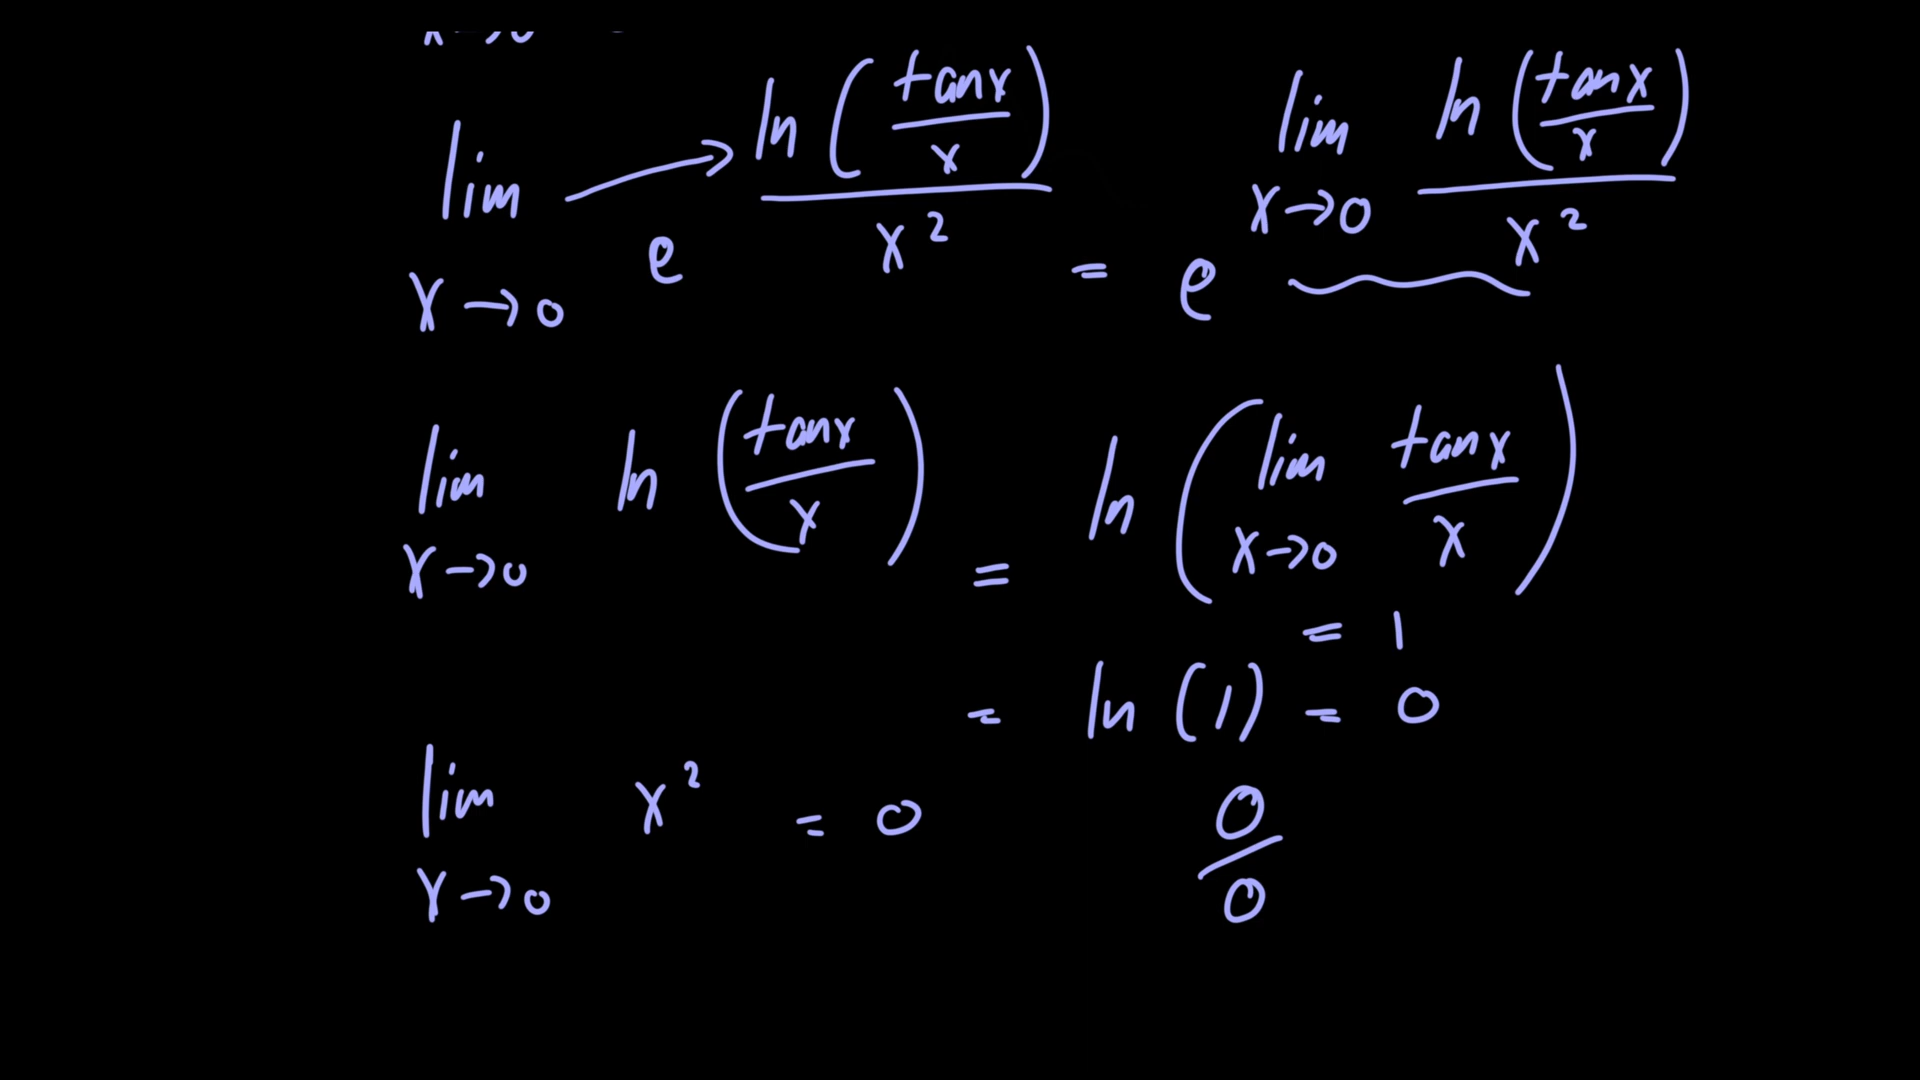 lim x→0 e^(ln(tanx/x)/x²) = e^(lim x→0 ln(tanx/x)/x²)
lim x→0 ln(tanx/x) = ln(lim x→0 tanx/x)
= 1
= ln(1) = 0
lim x→0 x² = 0
0/0